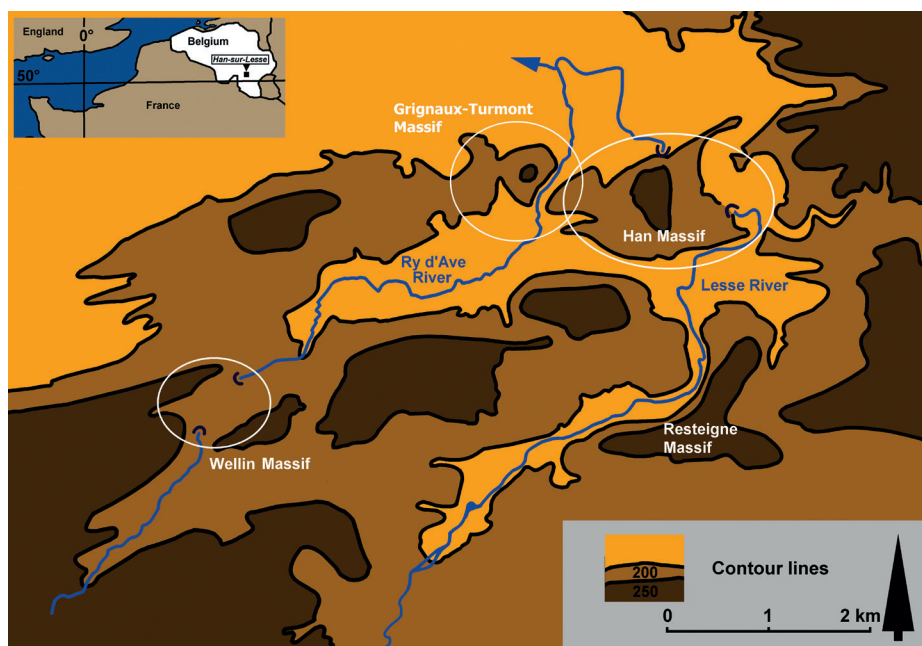 England
0°
Belgium
Han-sur-Lesse
50°
France
Grignaux-Turmont
Massif
Han Massif
Ry d'Ave
River
Lesse River
Resteigne
Massif
Wellin Massif
200
250
Contour lines
0
1
2 km